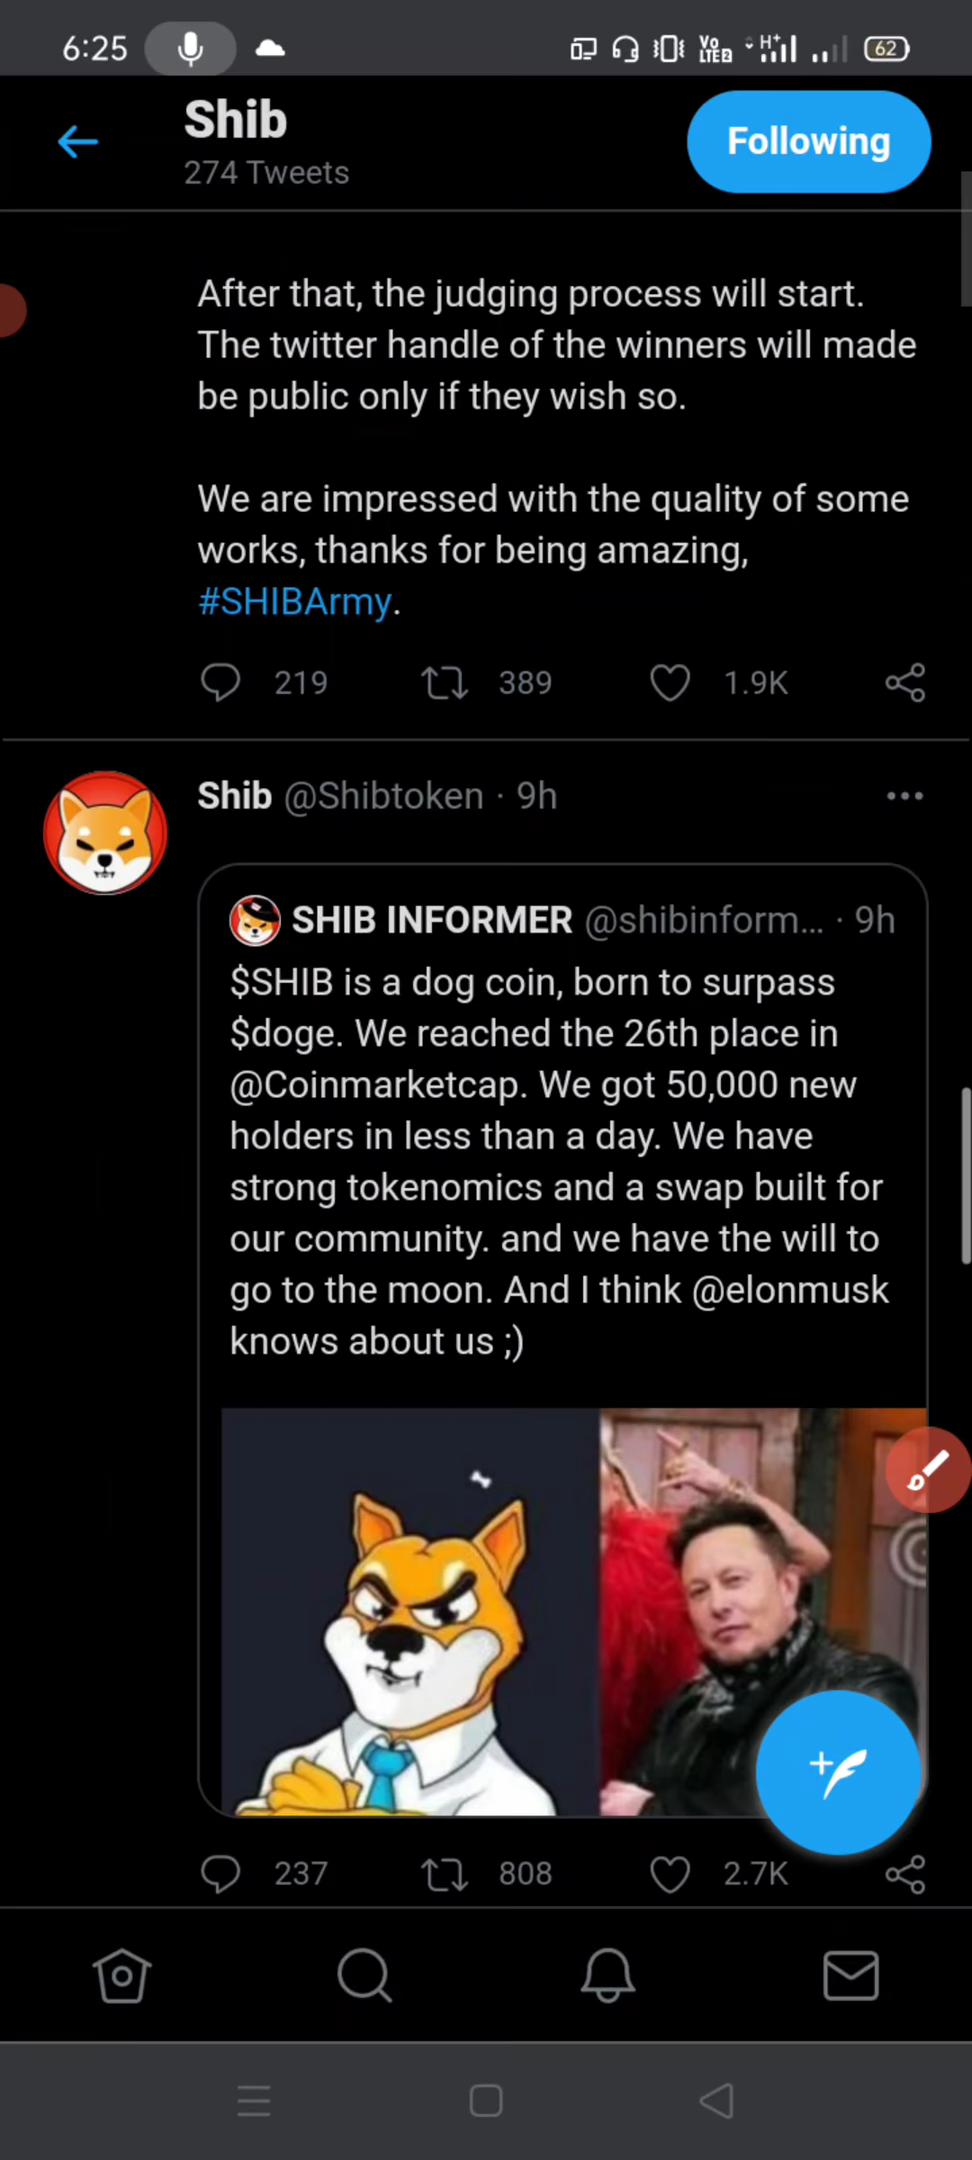 6:25
Vo LTE2 H+ 62
Shib
274 Tweets
Following
After that, the judging process will start.
The twitter handle of the winners will made
be public only if they wish so.
We are impressed with the quality of some
works, thanks for being amazing,
#SHIBArmy.
219 389 1.9K
Shib @Shibtoken · 9h
SHIB INFORMER @shibinform... · 9h
$SHIB is a dog coin, born to surpass
$doge. We reached the 26th place in
@Coinmarketcap. We got 50,000 new
holders in less than a day. We have
strong tokenomics and a swap built for
our community. and we have the will to
go to the moon. And I think @elonmusk
knows about us ;)
237 808 2.7K